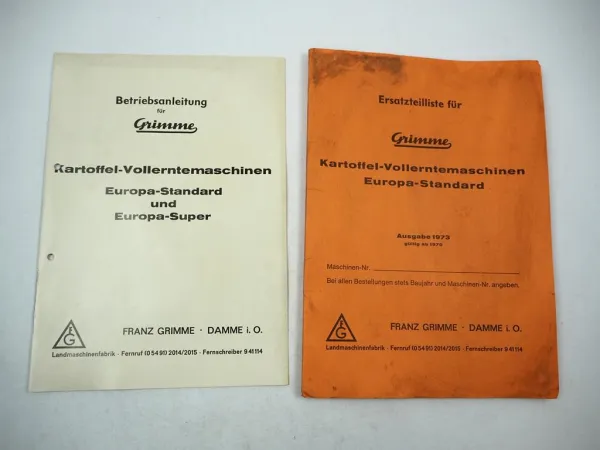 Betriebsanleitung
für
Grimme
Kartoffel-Vollerntemaschinen
Europa-Standard
und
Europa-Super
FRANZ GRIMME · DAMME i. O.
Landmaschinenfabrik · Fernruf (0 54 91) 2014/2015 · Fernschreiber 9 41 114
Ersatzteilliste für
Grimme
Kartoffel-Vollerntemaschinen
Europa-Standard
Ausgabe 1973
gültig ab 1970
Maschinen-Nr.
Bei allen Bestellungen stets Baujahr und Maschinen-Nr. angeben.
FRANZ GRIMME · DAMME i. O.
Landmaschinenfabrik · Fernruf (0 54 91) 2014/2015 · Fernschreiber 9 41 114